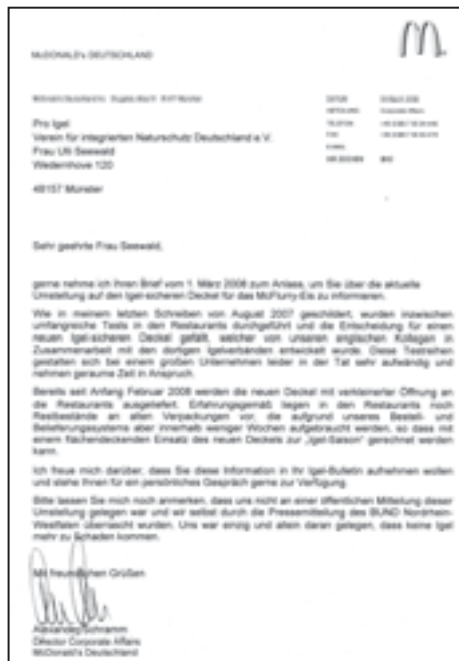 McDONALD's DEUTSCHLAND
Pro Igel
Verein für integrierten Naturschutz Deutschland e.V.
Frau Ulli Seewald
120
48157 Münster
Sehr geehrte Frau Seewald,
gerne nehme ich Ihren Brief vom 1. März 2008 zum Anlass, um Sie über die aktuelle
Umstellung auf den Igel-sicheren Deckel für das McFlurry-Eis zu informieren.
Wie in meinem letzten Schreiben von August 2007 geschildert, wurden inzwischen
umfangreiche Tests in den Restaurants durchgeführt und die Entscheidung für einen
neuen Igel-sicheren Deckel gefällt, welcher von unseren englischen Kollegen in
Zusammenarbeit mit den dortigen Igelverbänden entwickelt wurde. Diese Testreihen
gestalten sich bei einem großen Unternehmen leider in der Tat sehr aufwändig und
nehmen geraume Zeit in Anspruch.
Bereits seit Anfang Februar 2008 werden die neuen Deckel mit verkleinerter Öffnung an
die Restaurants ausgeliefert. Erfahrungsgemäß liegen in den Restaurants noch
Restbestände an alten Verpackungen vor, die aufgrund unseres Bestell- und
Belieferungssystems aber innerhalb weniger Wochen aufgebraucht werden, so dass mit
einem flächendeckenden Einsatz des neuen Deckels zur „Igel-Saison“ gerechnet werden
kann.
Ich freue mich darüber, dass Sie diese Information in Ihr Igel-Bulletin aufnehmen wollen
und stehe Ihnen für ein persönliches Gespräch gerne zur Verfügung.
Bitte lassen Sie mich noch anmerken, dass uns nicht an einer öffentlichen Mitteilung dieser
Umstellung gelegen war und wir selbst durch die Pressemitteilung des BUND Nordrhein-
Westfalen überrascht wurden. Uns war einzig und allein daran gelegen, dass keine Igel
mehr zu Schaden kommen.
Mit freundlichen Grüßen
Alexander Schramm
Director Corporate Affairs
McDonald's Deutschland